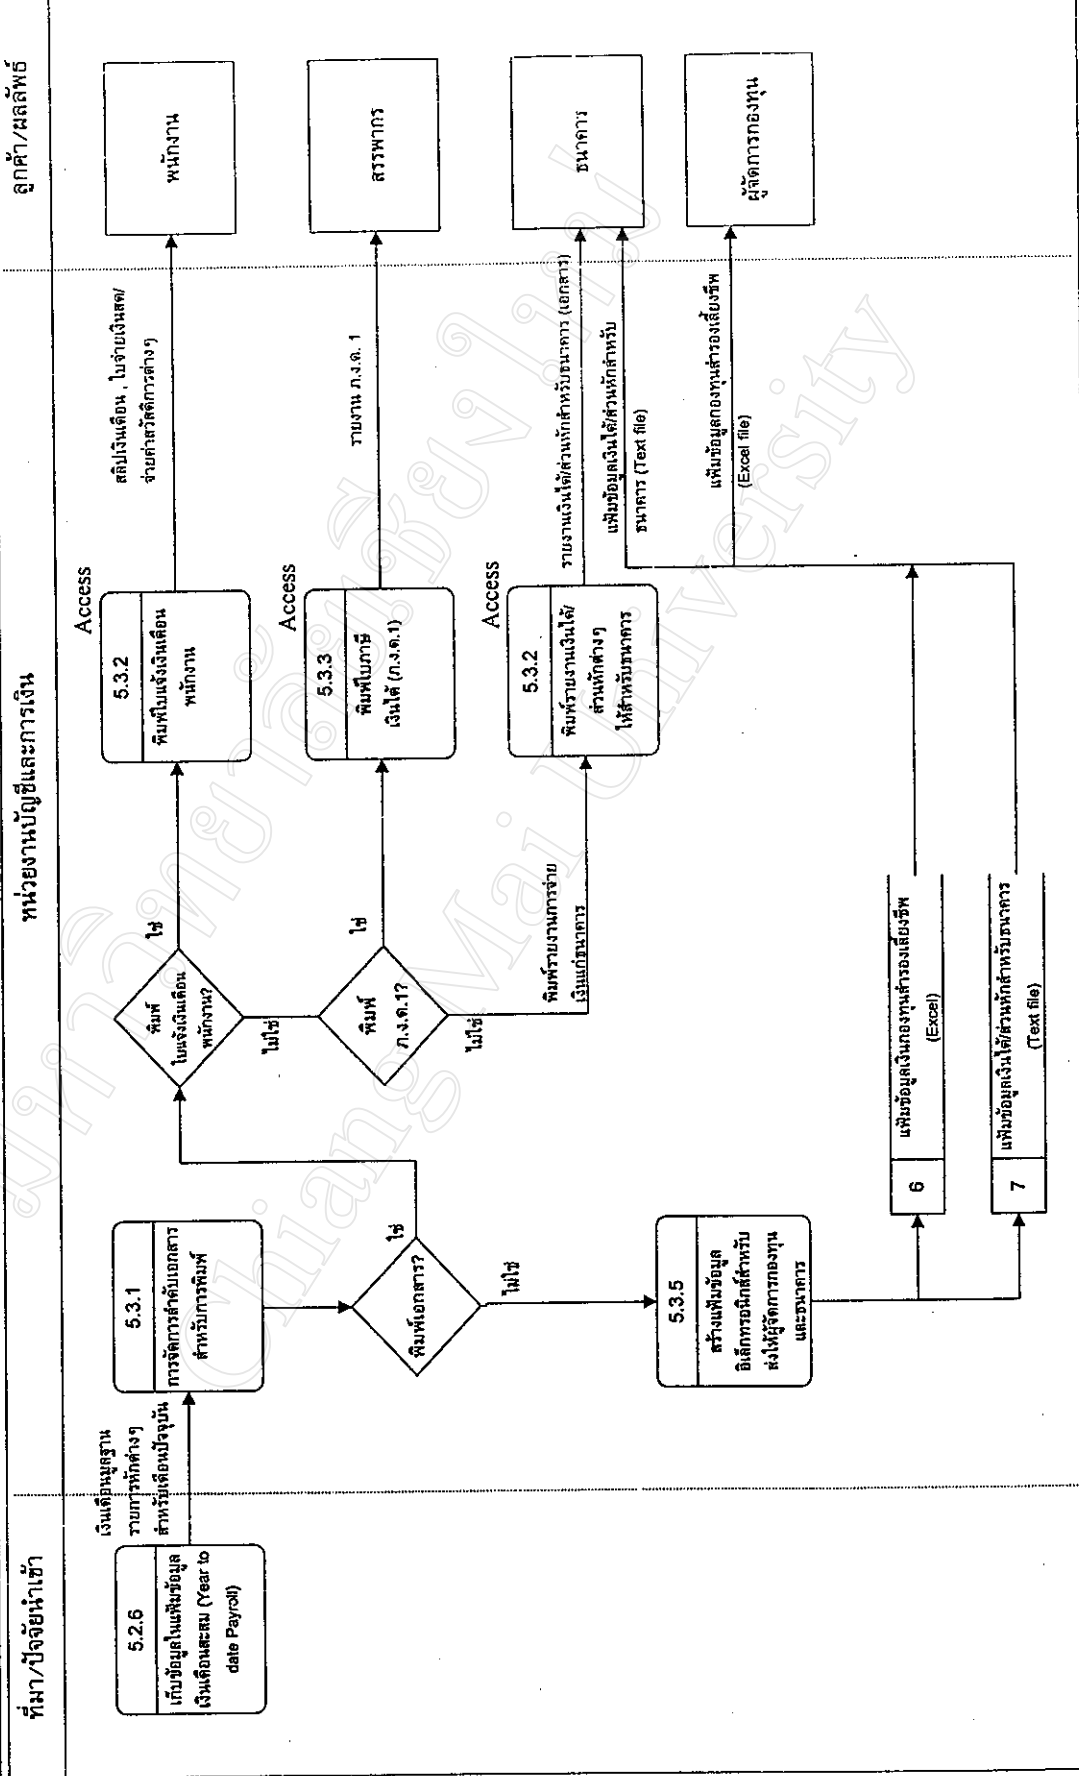 ที่มา/ปัจจัยนำเข้า
หน่วยงานบัญชีและการเงิน
ลูกค้า/ผลลัพธ์
5.2.6
เก็บข้อมูลในแฟ้มข้อมูล
เงินเดือนสะสม (Year to
date Payroll)
เงินเดือนมูลฐาน
รายการหักต่างๆ
สำหรับเดือนปัจจุบัน
5.3.1
การจัดการลำดับเอกสาร
สำหรับการพิมพ์
พิมพ์เอกสาร?
ใช่
ไม่ใช่
พิมพ์
ใบแจ้งเงินเดือน
พนักงาน?
ใช่
ไม่ใช่
Access
5.3.2
พิมพ์ใบแจ้งเงินเดือน
พนักงาน
สลิปเงินเดือน , ใบจ่ายเงินสด/
จ่ายค่าสวัสดิการต่างๆ
พนักงาน
พิมพ์
ภ.ง.ด.1?
ใช่
ไม่ใช่
Access
5.3.3
พิมพ์ใบภาษี
เงินได้ (ภ.ง.ด.1)
รายงาน ภ.ง.ด. 1
สรรพากร
พิมพ์รายงานการจ่าย
เงินแก่ธนาคาร
Access
5.3.2
พิมพ์รายงานเงินได้/
ส่วนหักต่างๆ
ให้สำหรับธนาคาร
รายงานเงินได้/ส่วนหักสำหรับธนาคาร (เอกสาร)
แฟ้มข้อมูลเงินได้/ส่วนหักสำหรับ
ธนาคาร (Text file)
ธนาคาร
5.3.5
สร้างแฟ้มข้อมูล
อิเล็กทรอนิกส์สำหรับ
ส่งให้ผู้จัดการกองทุน
และธนาคาร
แฟ้มข้อมูลกองทุนสำรองเลี้ยงชีพ
(Excel file)
ผู้จัดการกองทุน
6
แฟ้มข้อมูลเงินกองทุนสำรองเลี้ยงชีพ
(Excel)
7
แฟ้มข้อมูลเงินได้/ส่วนหักสำหรับธนาคาร
(Text file)
มหาวิทยาลัยเชียงใหม่
Chiang Mai University